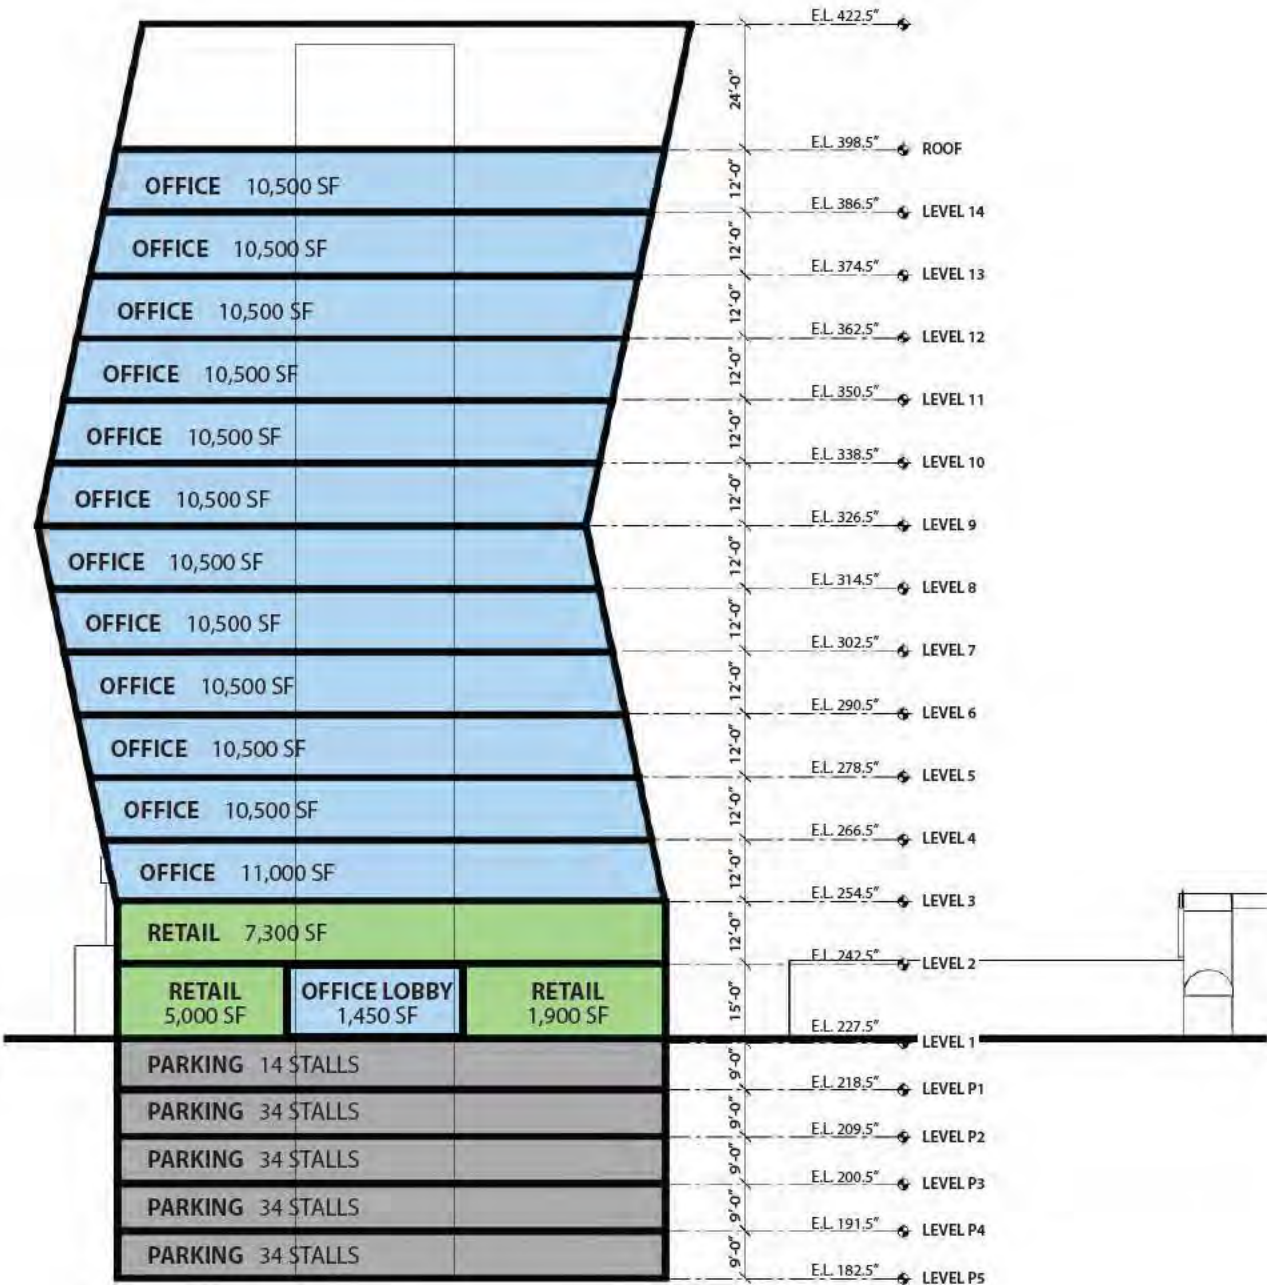 E.L. 422.5"
24'-0"
E.L. 398.5" ROOF
OFFICE 10,500 SF
12'-0"
E.L. 386.5" LEVEL 14
OFFICE 10,500 SF
12'-0"
E.L. 374.5" LEVEL 13
OFFICE 10,500 SF
12'-0"
E.L. 362.5" LEVEL 12
OFFICE 10,500 SF
12'-0"
E.L. 350.5" LEVEL 11
OFFICE 10,500 SF
12'-0"
E.L. 338.5" LEVEL 10
OFFICE 10,500 SF
12'-0"
E.L. 326.5" LEVEL 9
OFFICE 10,500 SF
12'-0"
E.L. 314.5" LEVEL 8
OFFICE 10,500 SF
12'-0"
E.L. 302.5" LEVEL 7
OFFICE 10,500 SF
12'-0"
E.L. 290.5" LEVEL 6
OFFICE 10,500 SF
12'-0"
E.L. 278.5" LEVEL 5
OFFICE 10,500 SF
12'-0"
E.L. 266.5" LEVEL 4
OFFICE 11,000 SF
12'-0"
E.L. 254.5" LEVEL 3
RETAIL 7,300 SF
12'-0"
E.L. 242.5" LEVEL 2
RETAIL
5,000 SF
OFFICE LOBBY
1,450 SF
RETAIL
1,900 SF
15'-0"
E.L. 227.5" LEVEL 1
PARKING 14 STALLS
9'-0"
E.L. 218.5" LEVEL P1
PARKING 34 STALLS
9'-0"
E.L. 209.5" LEVEL P2
PARKING 34 STALLS
9'-0"
E.L. 200.5" LEVEL P3
PARKING 34 STALLS
9'-0"
E.L. 191.5" LEVEL P4
PARKING 34 STALLS
9'-0"
E.L. 182.5" LEVEL P5